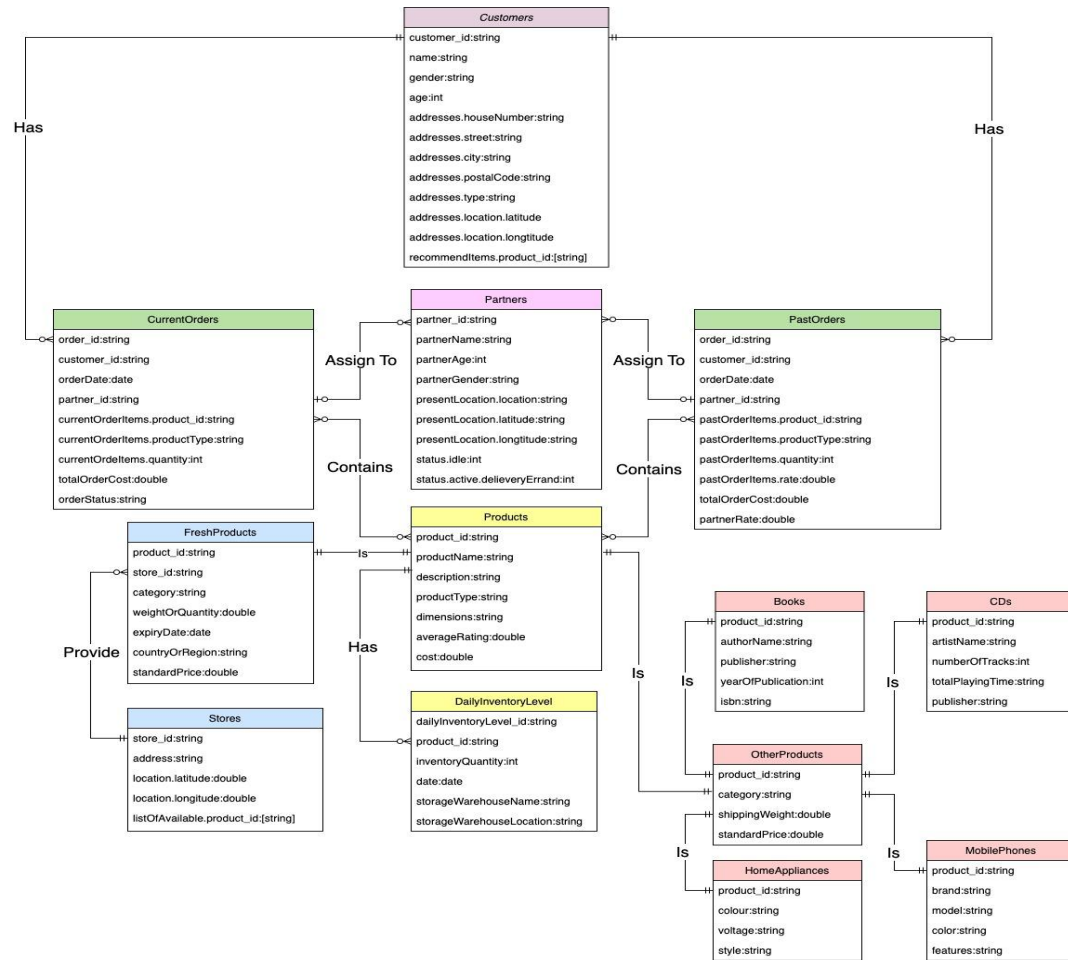 Customers
customer_id:string
name:string
gender:string
age:int
addresses.houseNumber:string
addresses.street:string
addresses.city:string
addresses.postalCode:string
addresses.type:string
addresses.location.latitude
addresses.location.longtitude
recommendItems.product_id:[string]
Has
Has
CurrentOrders
order_id:string
customer_id:string
orderDate:date
partner_id:string
currentOrderItems.product_id:string
currentOrderItems.productType:string
currentOrdeItems.quantity:int
totalOrderCost:double
orderStatus:string
Assign To
Contains
Partners
partner_id:string
partnerName:string
partnerAge:int
partnerGender:string
presentLocation.location:string
presentLocation.latitude:string
presentLocation.longtitude:string
status.idle:int
status.active.delieveryErrand:int
Assign To
Contains
PastOrders
order_id:string
customer_id:string
orderDate:date
partner_id:string
pastOrderItems.product_id:string
pastOrderItems.productType:string
pastOrderItems.quantity:int
pastOrderItems.rate:double
totalOrderCost:double
partnerRate:double
FreshProducts
product_id:string
store_id:string
category:string
weightOrQuantity:double
expiryDate:date
countryOrRegion:string
standardPrice:double
Is
Provide
Has
Products
product_id:string
productName:string
description:string
productType:string
dimensions:string
averageRating:double
cost:double
Is
Stores
store_id:string
address:string
location.latitude:double
location.longitude:double
listOfAvailable.product_id:[string]
DailyInventoryLevel
dailyInventoryLevel_id:string
product_id:string
inventoryQuantity:int
date:date
storageWarehouseName:string
storageWarehouseLocation:string
Books
product_id:string
authorName:string
publisher:string
yearOfPublication:int
isbn:string
Is
CDs
product_id:string
artistName:string
numberOfTracks:int
totalPlayingTime:string
publisher:string
Is
OtherProducts
product_id:string
category:string
shippingWeight:double
standardPrice:double
Is
Is
HomeAppliances
product_id:string
colour:string
voltage:string
style:string
MobilePhones
product_id:string
brand:string
model:string
color:string
features:string